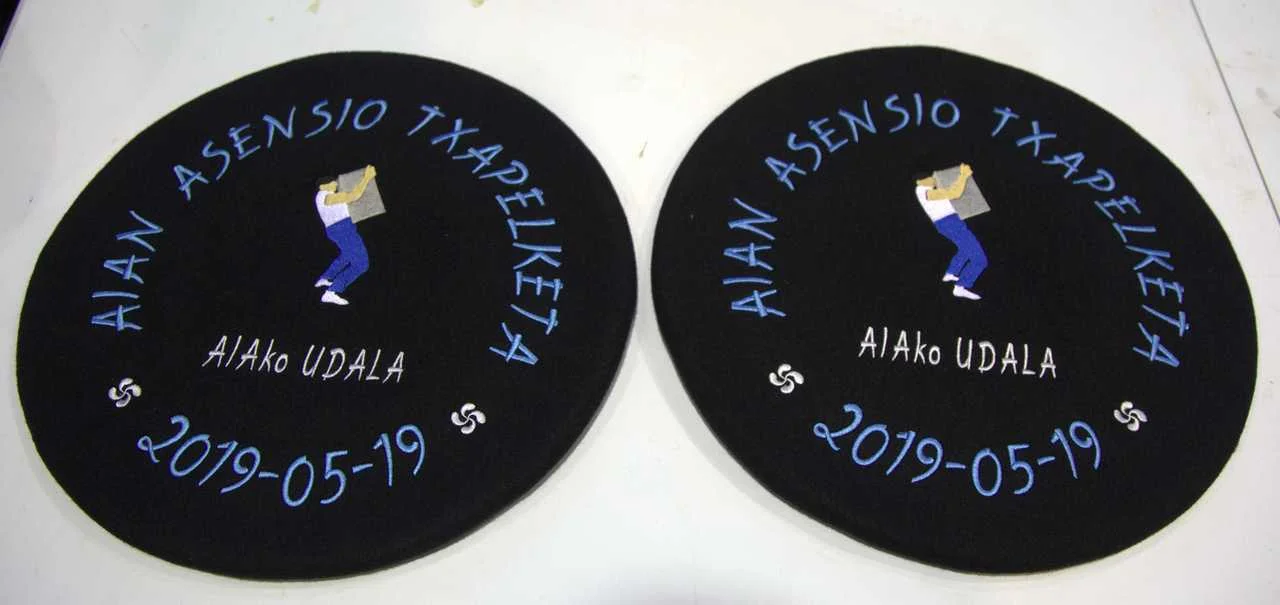 AIAN ASENSIO TXAPELKETA
AIAko UDALA
2019-05-19
AIAN ASENSIO TXAPELKETA
AIAko UDALA
2019-05-19